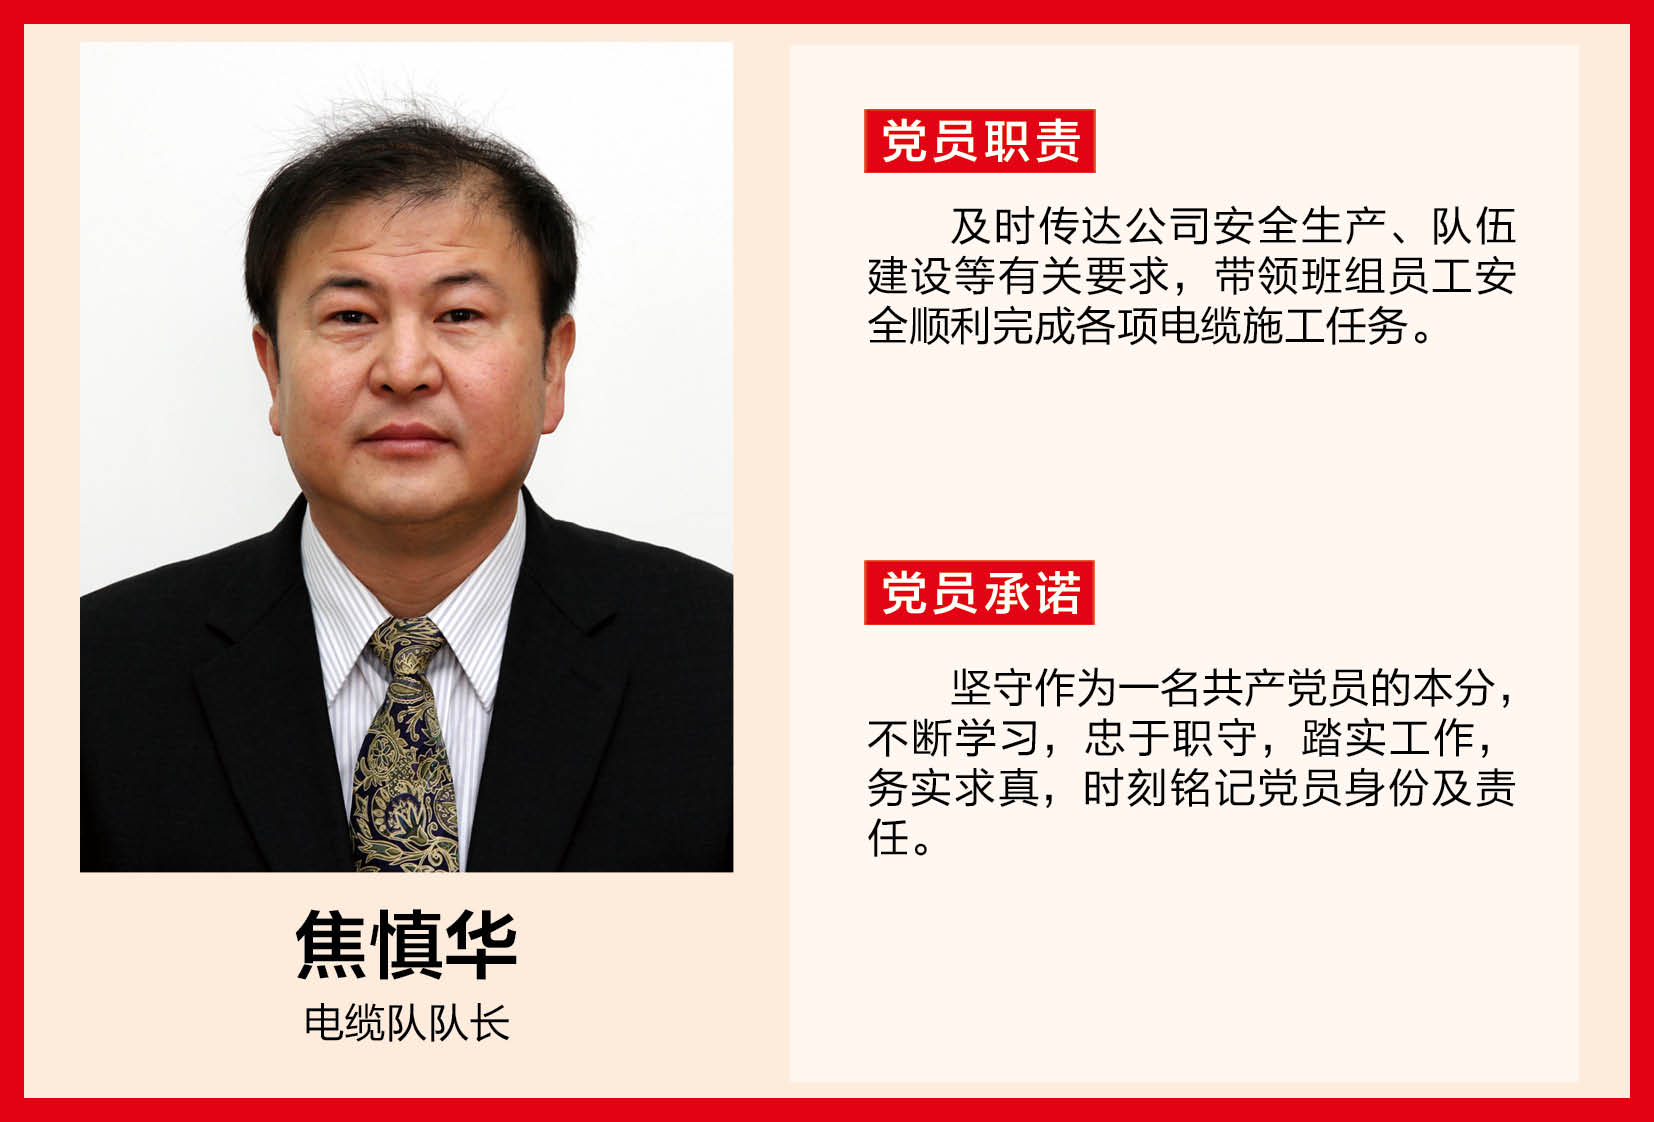 焦慎华
电缆队队长
党员职责
及时传达公司安全生产、队伍
建设等有关要求，带领班组员工安
全顺利完成各项电缆施工任务。
党员承诺
坚守作为一名共产党员的本分，
不断学习，忠于职守，踏实工作，
务实求真，时刻铭记党员身份及责
任。